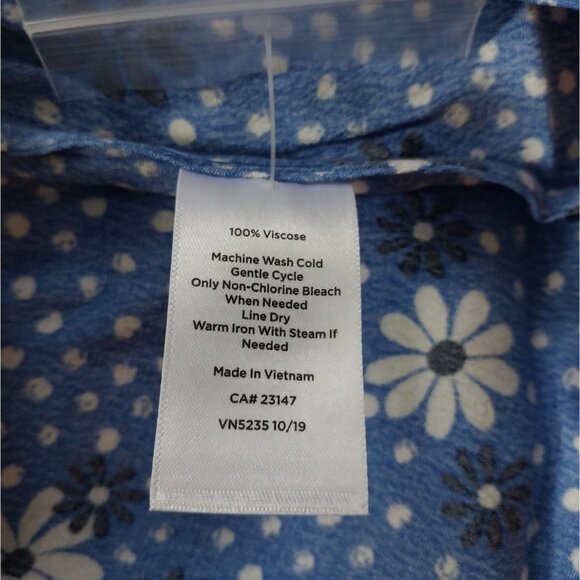 100% Viscose
Machine Wash Cold
Gentle Cycle
Only Non-Chlorine Bleach
When Needed
Line Dry
Warm Iron With Steam If
Needed
Made In Vietnam
CA# 23147
VN5235 10/19